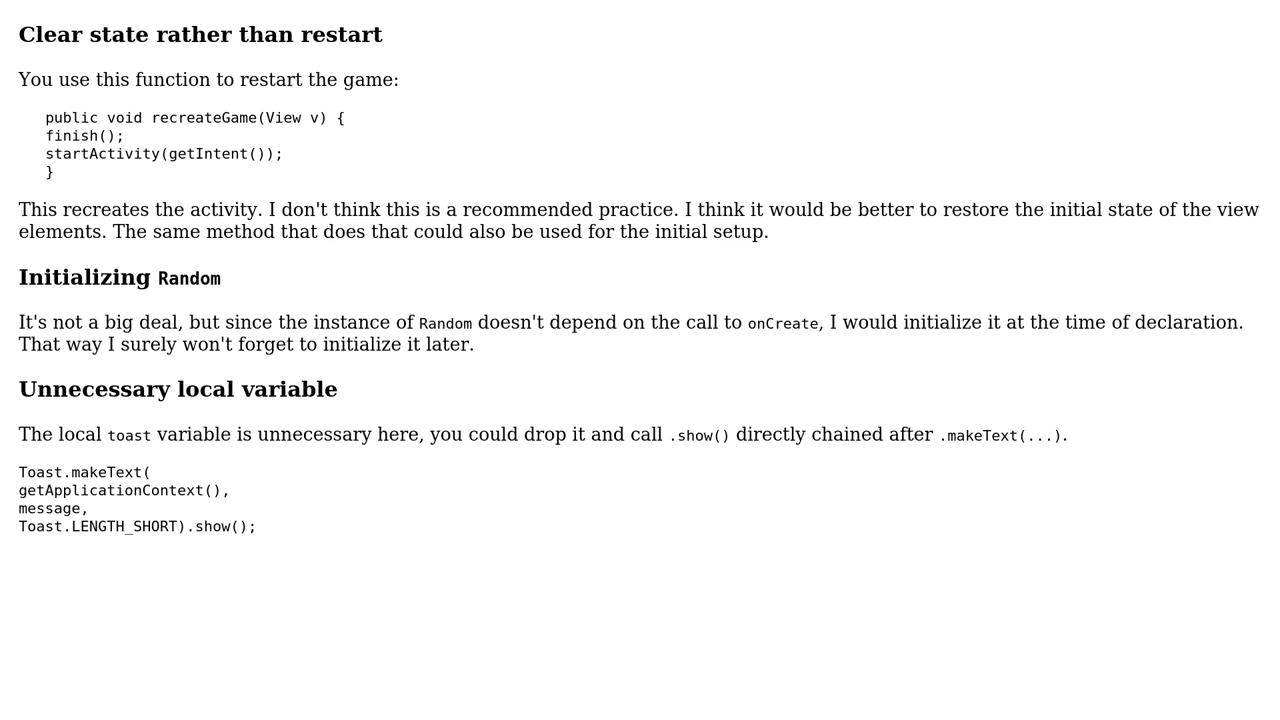 Clear state rather than restart
You use this function to restart the game:
public void recreateGame(View v) {
finish();
startActivity(getIntent());
}
This recreates the activity. I don't think this is a recommended practice. I think it would be better to restore the initial state of the view
elements. The same method that does that could also be used for the initial setup.
Initializing Random
It's not a big deal, but since the instance of Random doesn't depend on the call to onCreate, I would initialize it at the time of declaration.
That way I surely won't forget to initialize it later.
Unnecessary local variable
The local toast variable is unnecessary here, you could drop it and call .show() directly chained after .makeText(...).
Toast.makeText(
getApplicationContext(),
message,
Toast.LENGTH_SHORT).show();